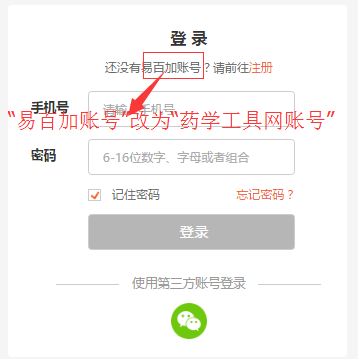 登 录
还没有易百加账号？请前往注册
手机号
请输入手机号
“易百加账号”改为“药学工具网账号”
密码
6-16位数字、字母或者组合
记住密码 忘记密码？
登录
使用第三方账号登录